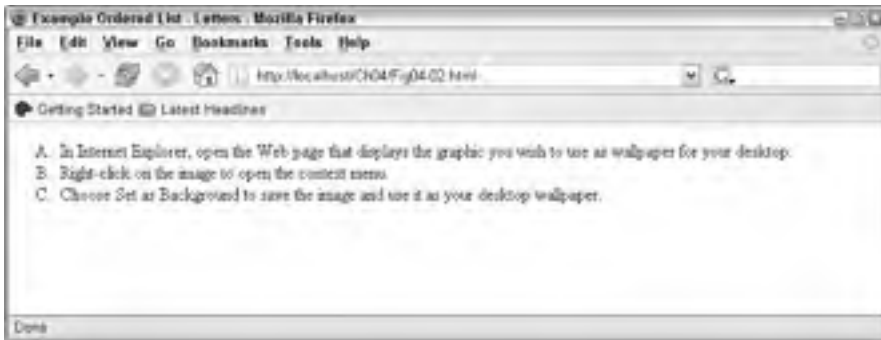 Example Ordered List - Letters - Mozilla Firefox
File Edit View Go Bookmarks Tools Help
http://localhost/Ch04/Fig04-02.html
Getting Started Latest Headlines
A. In Internet Explorer, open the Web page that displays the graphic you wish to use as wallpaper for your desktop.
B. Right-click on the image to open the context menu.
C. Choose Set as Background to save the image and use it as your desktop wallpaper.
Done